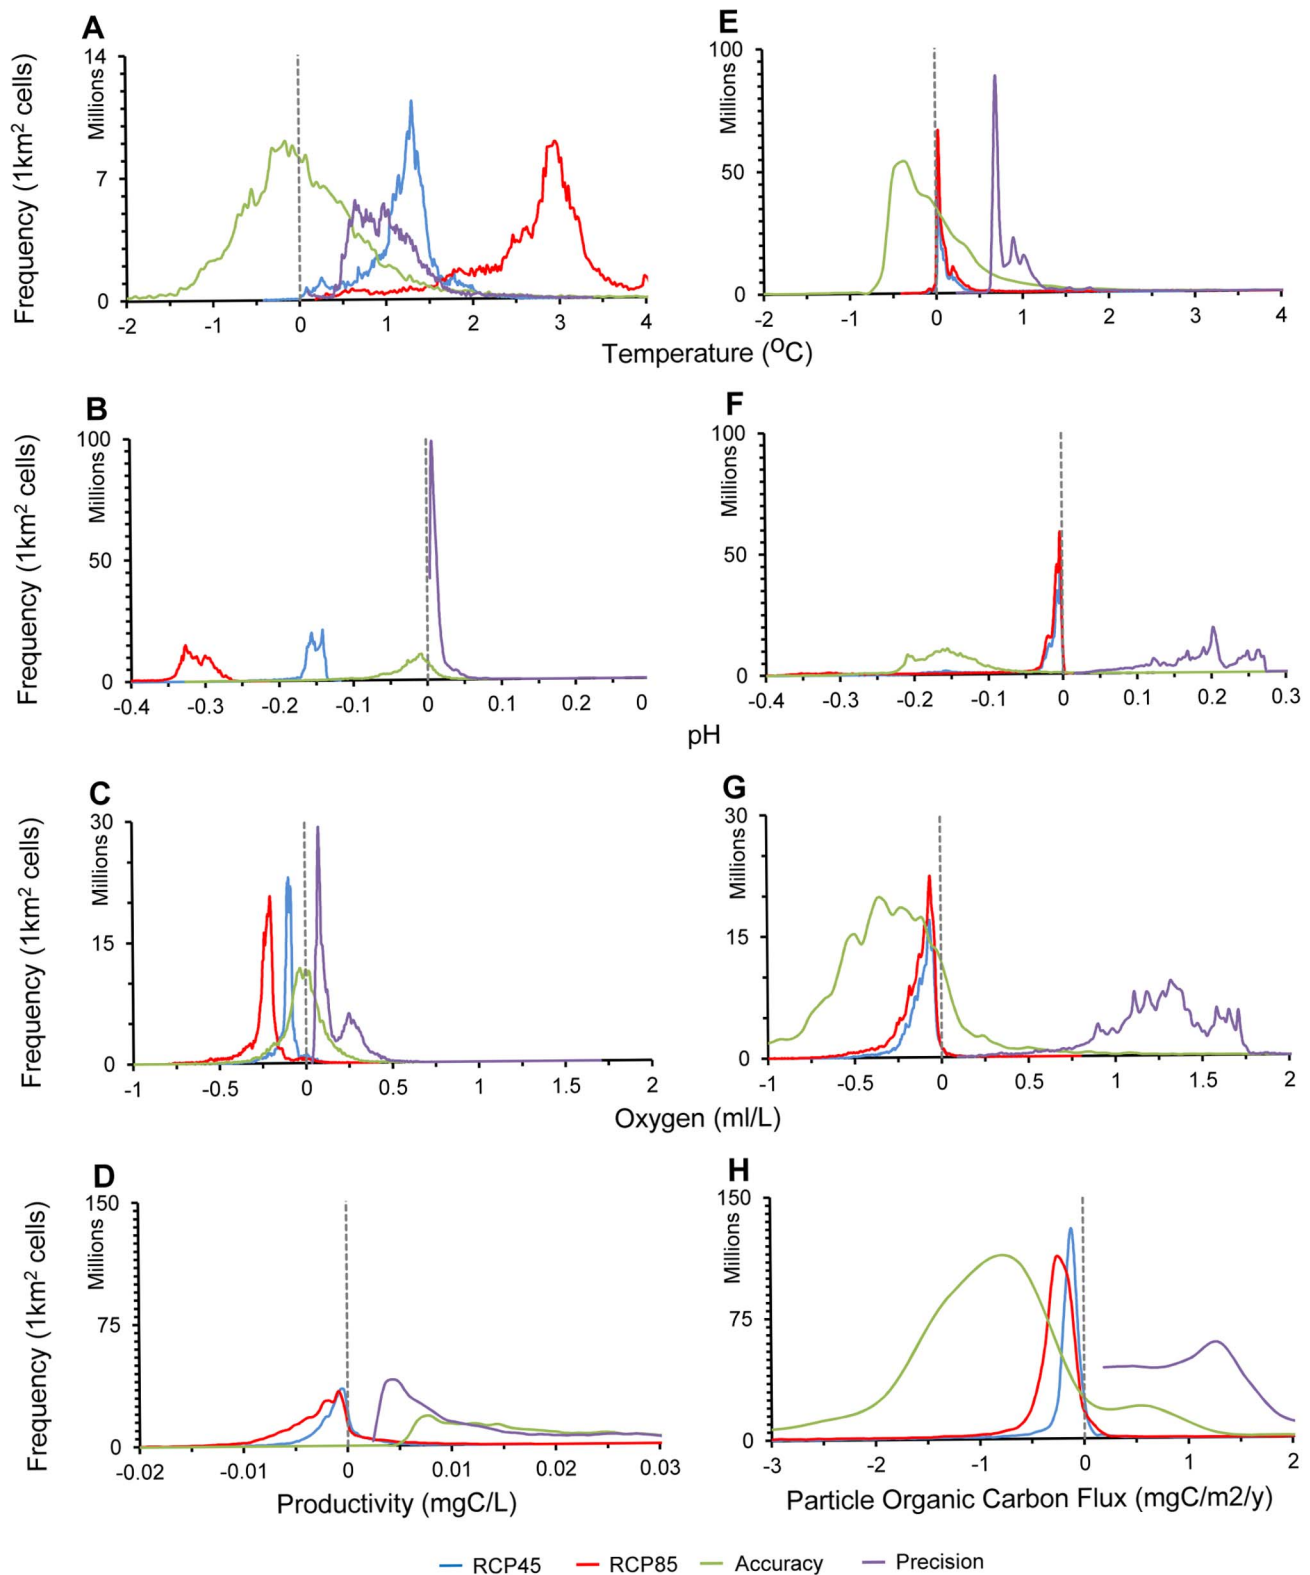 A
Frequency (1km² cells)
Millions
14
7
0
-2 -1 0 1 2 3 4
E
Millions
100
50
0
-2 -1 0 1 2 3 4
Temperature (⁰C)
B
Frequency (1km² cells)
Millions
100
50
0
-0.4 -0.3 -0.2 -0.1 0 0.1 0.2 0
F
Millions
100
50
0
-0.4 -0.2 -0.1 0 0.1 0.2 0.3
pH
C
Frequency (1km² cells)
Millions
30
15
0
-1 -0.5 0 0.5 1 1.5 2
G
Millions
30
15
0
-1 -0.5 0 0.5 1 1.5 2
Oxygen (ml/L)
D
Frequency (1km² cells)
Millions
150
75
0
-0.02 -0.01 0 0.01 0.02 0.03
Productivity (mgC/L)
H
Millions
150
75
0
-3 -2 -1 0 1 2
Particle Organic Carbon Flux (mgC/m2/y)
RCP45 RCP85 Accuracy Precision